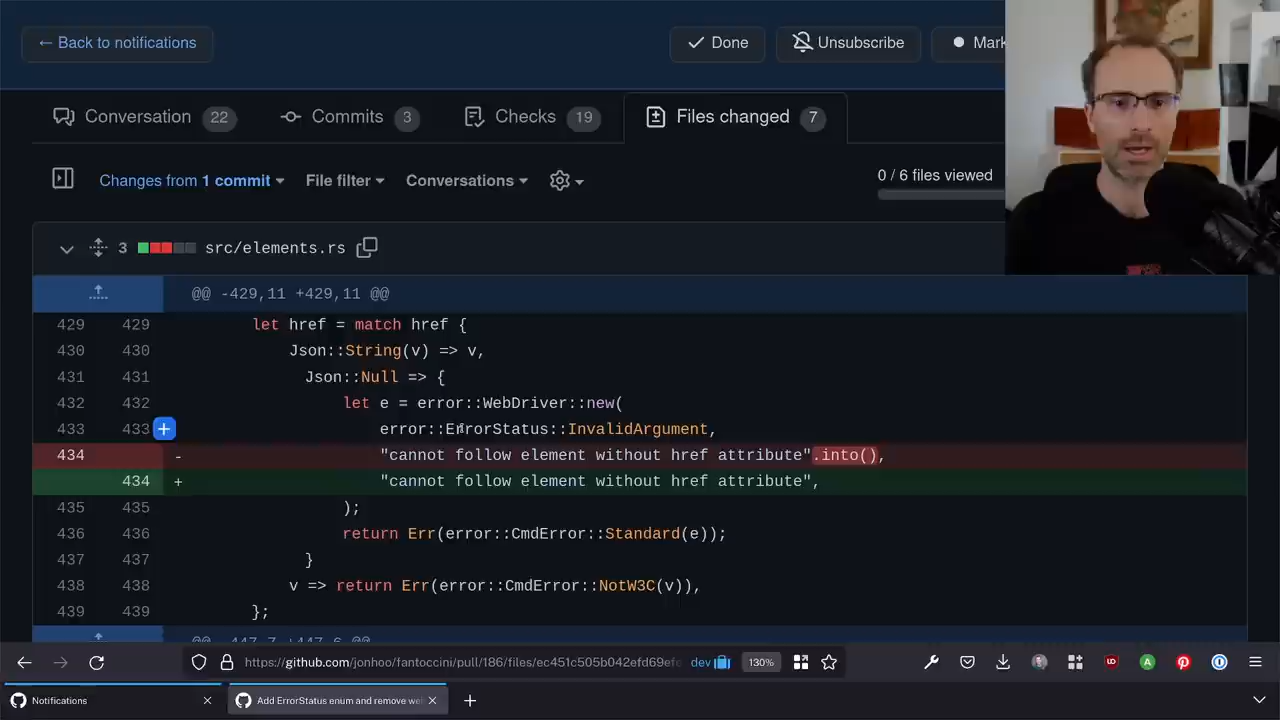 ← Back to notifications
Done
Unsubscribe
Mark
Conversation 22
Commits 3
Checks 19
Files changed 7
Changes from 1 commit
File filter
Conversations
0 / 6 files viewed
3 src/elements.rs
@@ -429,11 +429,11 @@
429 429 let href = match href {
430 430 Json::String(v) => v,
431 431 Json::Null => {
432 432 let e = error::WebDriver::new(
433 433 error::ErrorStatus::InvalidArgument,
434 - "cannot follow element without href attribute".into(),
434 + "cannot follow element without href attribute",
435 435 );
436 436 return Err(error::CmdError::Standard(e));
437 437 }
438 438 v => return Err(error::CmdError::NotW3C(v)),
439 439 };
@@ -447,7 +447,6 @@
https://github.com/jonhoo/fantoccini/pull/186/files/ec451c505b042efd69efe
dev
130%
Notifications
Add ErrorStatus enum and remove we